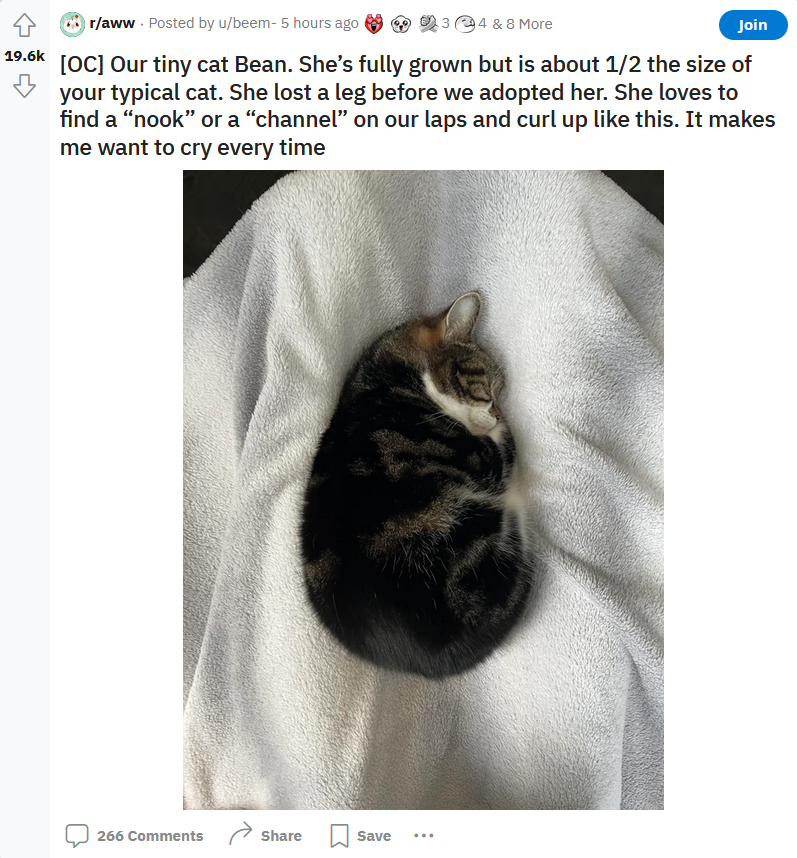 r/aww · Posted by u/beem- 5 hours ago 3 4 & 8 More
Join
19.6k
[OC] Our tiny cat Bean. She’s fully grown but is about 1/2 the size of
your typical cat. She lost a leg before we adopted her. She loves to
find a “nook” or a “channel” on our laps and curl up like this. It makes
me want to cry every time
266 Comments Share Save ···